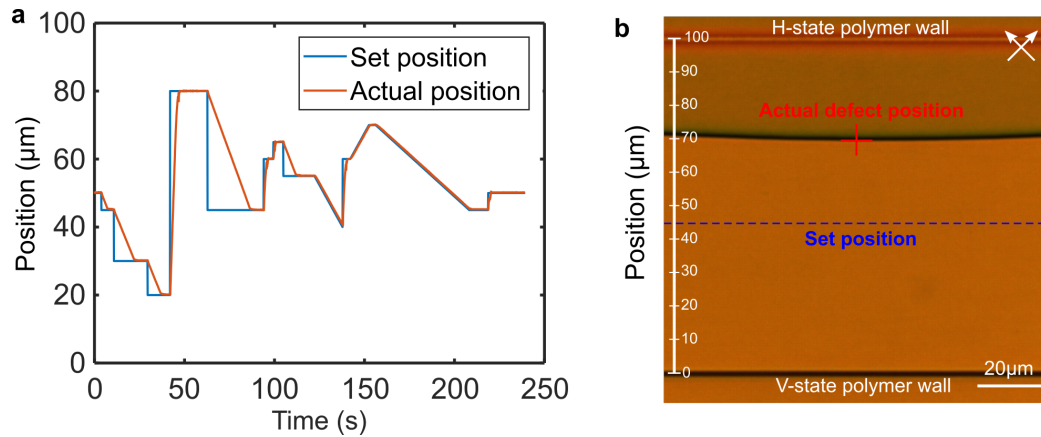 a
Position (μm)
100
80
60
40
20
0
Set position
Actual position
0
50
100
150
200
250
Time (s)
b
Position (μm)
H-state polymer wall
100
90
80
70
60
50
40
30
20
10
0
Actual defect position
Set position
20μm
V-state polymer wall